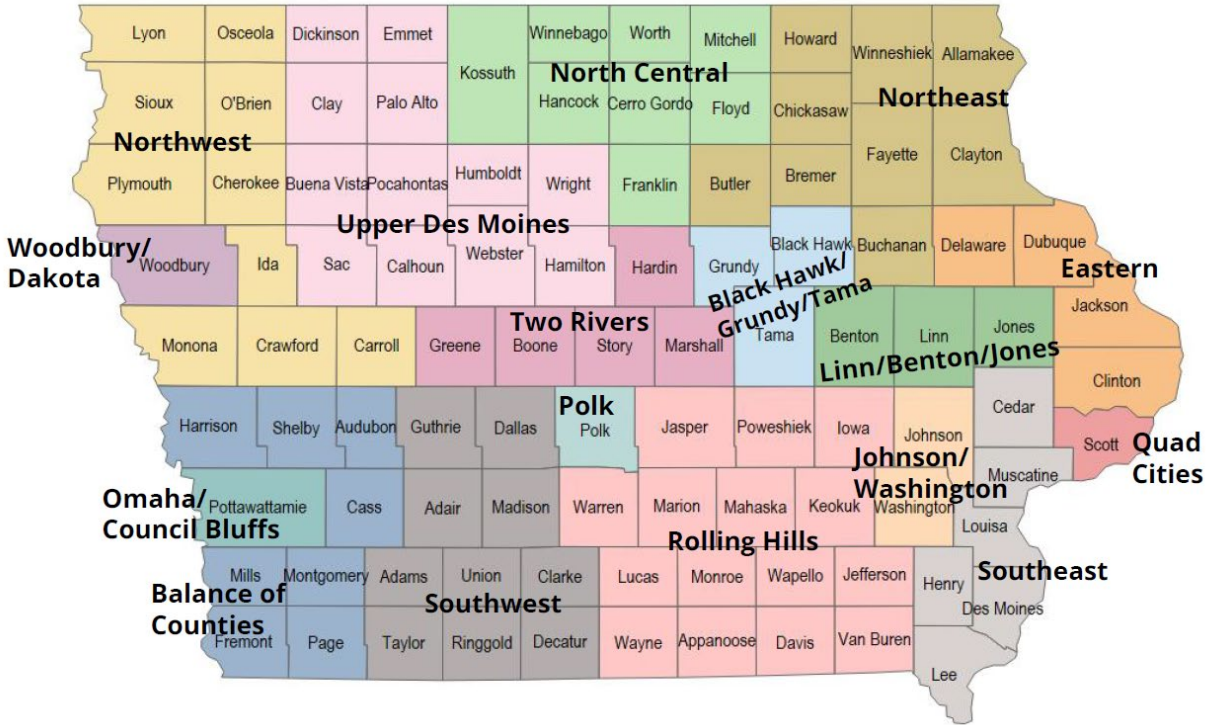 Lyon Osceola Dickinson Emmet Winnebago Worth Mitchell Howard Winneshiek Allamakee
Kossuth North Central
Sioux O'Brien Clay Palo Alto Hancock Cerro Gordo Floyd Chickasaw Northeast
Northwest
Fayette Clayton
Plymouth Cherokee Buena Vista Pocahontas Humboldt Wright Franklin Butler Bremer
Upper Des Moines
Woodbury/
Dakota
Woodbury Ida Sac Calhoun Webster Hamilton Hardin Grundy Black Hawk Buchanan Delaware Dubuque
Eastern
Black Hawk/
Grundy/Tama
Jackson
Two Rivers
Monona Crawford Carroll Greene Boone Story Marshall Tama Benton Linn Jones
Linn/Benton/Jones
Clinton
Polk
Harrison Shelby Audubon Guthrie Dallas Polk Jasper Poweshiek Iowa Johnson Cedar Scott
Quad
Cities
Johnson/
Washington
Muscatine
Omaha/
Council Bluffs
Pottawattamie Cass Adair Madison Warren Marion Mahaska Keokuk Washington Louisa
Rolling Hills
Southeast
Mills Montgomery Adams Union Clarke Lucas Monroe Wapello Jefferson Henry Des Moines
Balance of
Counties
Southwest
Fremont Page Taylor Ringgold Decatur Wayne Appanoose Davis Van Buren Lee